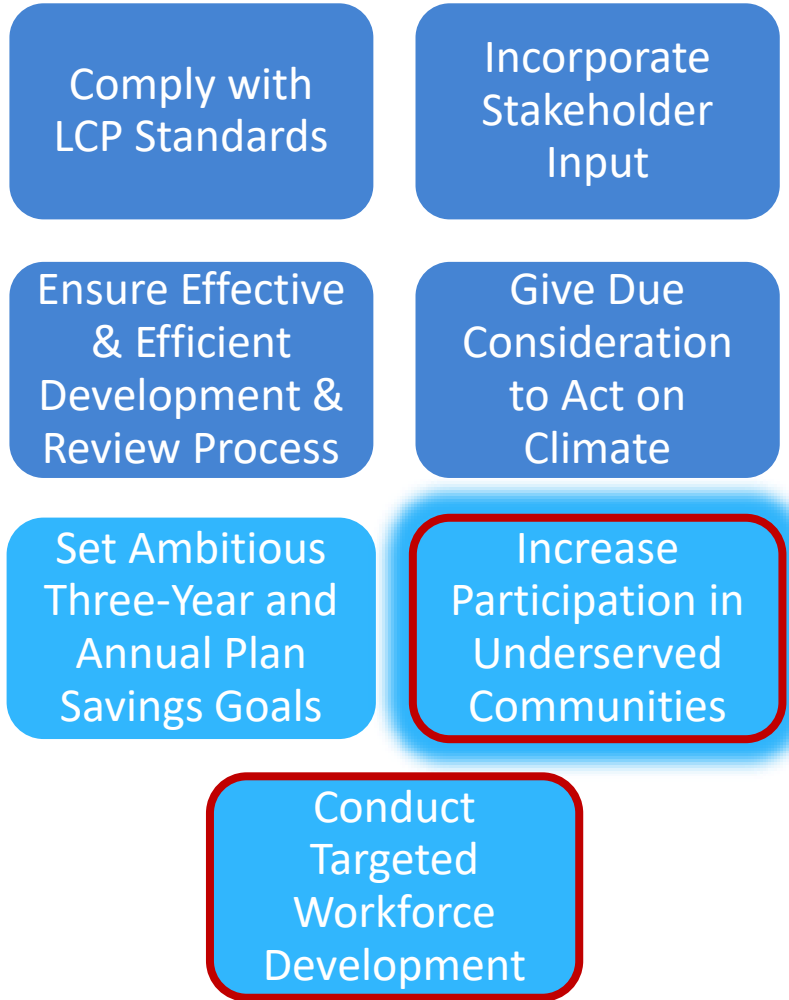 Comply with
LCP Standards
Incorporate
Stakeholder
Input
Ensure Effective
& Efficient
Development &
Review Process
Give Due
Consideration
to Act on
Climate
Set Ambitious
Three-Year and
Annual Plan
Savings Goals
Increase
Participation in
Underserved
Communities
Conduct
Targeted
Workforce
Development